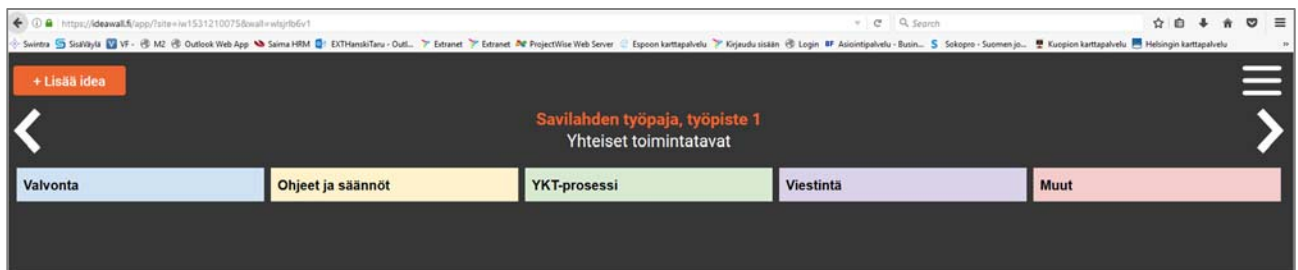 https://ideawall.fi/app/?site=iw1531210075&wall=wlsjrlb6v1 Search
Swintra SisäVäylä VF - M2 Outlook Web App Saima HRM EXTHanskiTaru - Outl... Extranet Extranet ProjectWise Web Server Espoon karttapalvelu Kirjaudu sisään Login BF Asiointipalvelu - Busin... Sokopro - Suomen jo... Kuopion karttapalvelu Helsingin karttapalvelu
+ Lisää idea
Savilahden työpaja, työpiste 1
Yhteiset toimintatavat
Valvonta Ohjeet ja säännöt YKT-prosessi Viestintä Muut